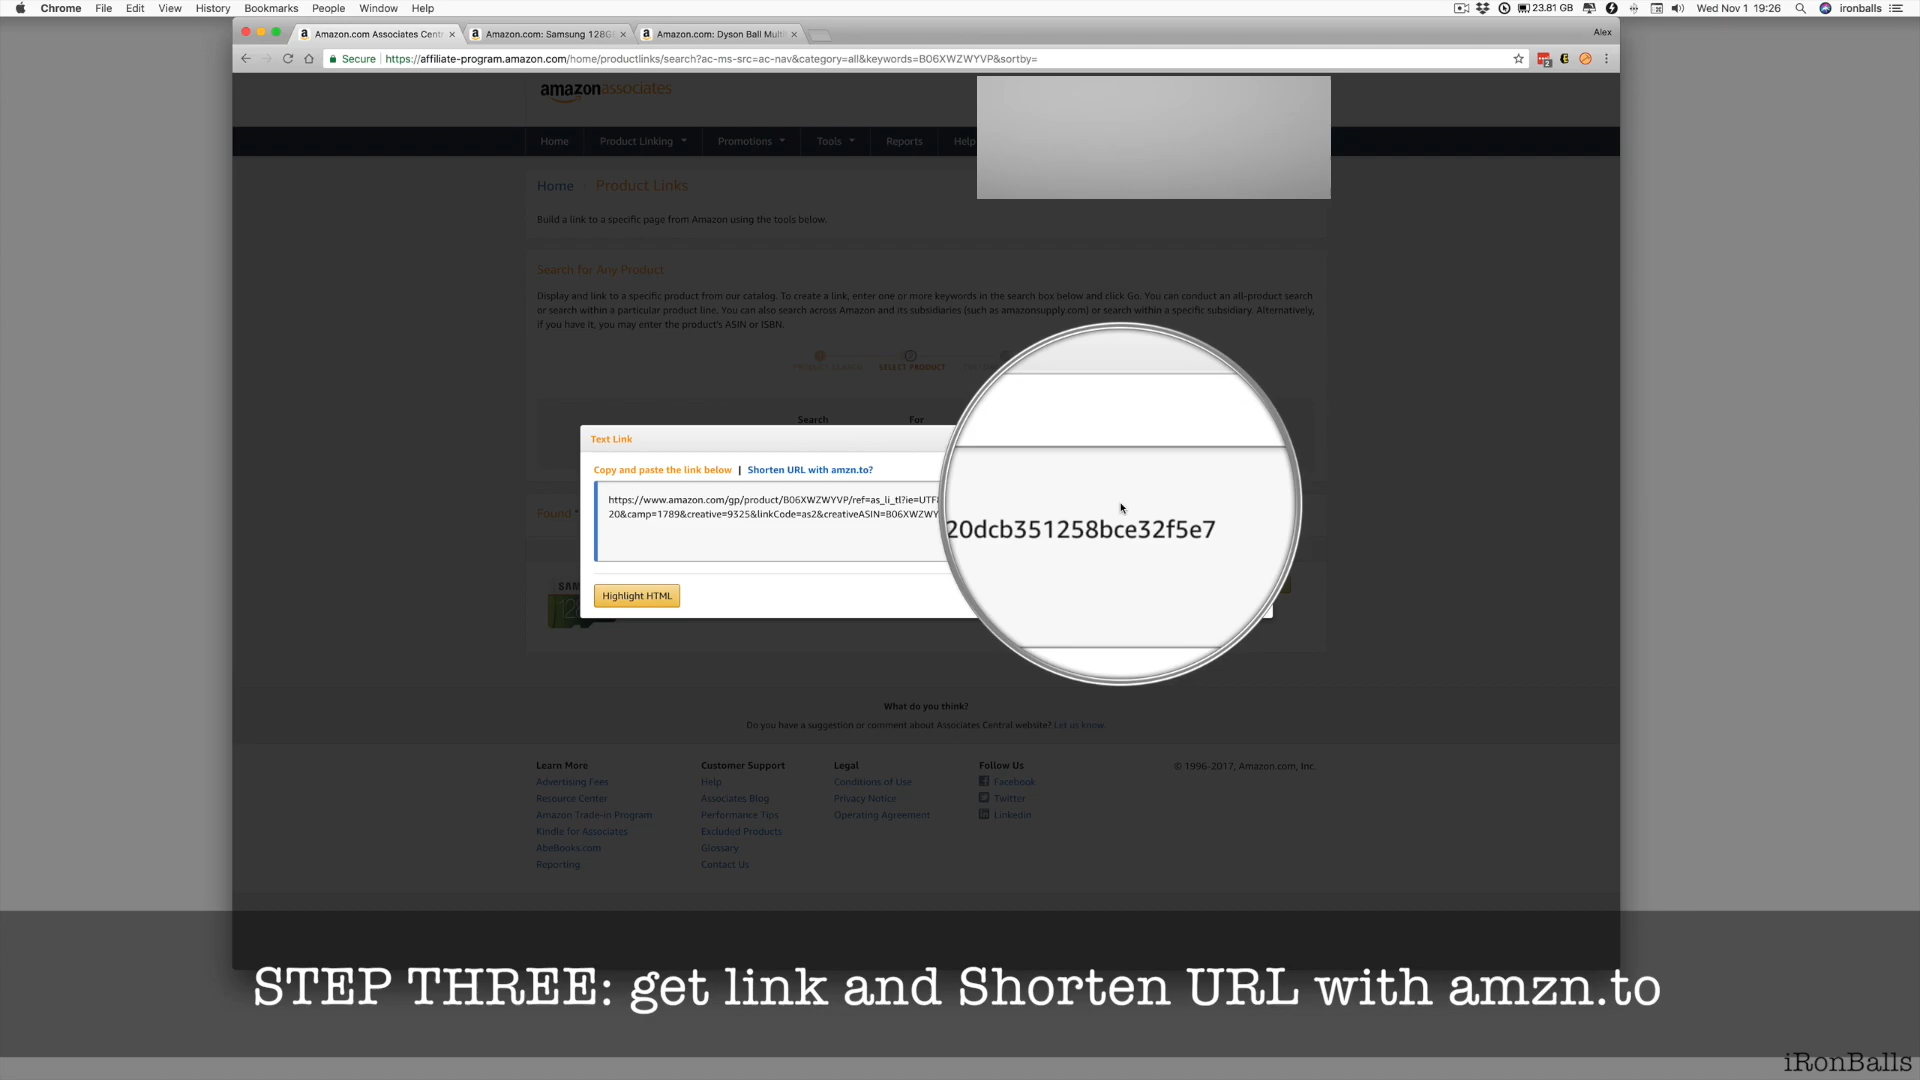 Chrome File Edit View History Bookmarks People Window Help
23.81 GB Wed Nov 1 19:26 ironballs
Amazon.com Associates Centr
Amazon.com: Samsung 128G
Amazon.com: Dyson Ball Mult
Alex
Secure https://affiliate-program.amazon.com/home/productlinks/search?ac-ms-src=ac-nav&category=all&keywords=B06XWZWYVP&sortby=
amazonassociates
Home Product Linking Promotions Tools Reports Help
Home Product Links
Build a link to a specific page from Amazon using the tools below.
Search for Any Product
Display and link to a specific product from our catalog. To create a link, enter one or more keywords in the search box below and click Go. You can conduct an all-product search
or search within a particular product line. You can also search across Amazon and its subsidiaries (such as amazonsupply.com) or search within a specific subsidiary. Alternatively,
if you have it, you may enter the product's ASIN or ISBN.
PRODUCT SEARCH SELECT PRODUCT
Search For
Text Link
Copy and paste the link below | Shorten URL with amzn.to?
https://www.amazon.com/gp/product/B06XWZWYVP/ref=as_li_tl?ie=UTF8
20&camp=1789&creative=9325&linkCode=as2&creativeASIN=B06XWZWY
20dcb351258bce32f5e7
Found
Highlight HTML
What do you think?
Do you have a suggestion or comment about Associates Central website? Let us know
Learn More
Advertising Fees
Resource Center
Amazon Trade-in Program
Kindle for Associates
AbeBooks.com
Reporting
Customer Support
Help
Associates Blog
Performance Tips
Excluded Products
Glossary
Contact Us
Legal
Conditions of Use
Privacy Notice
Operating Agreement
Follow Us
Facebook
Twitter
Linkedin
© 1996-2017, Amazon.com, Inc.
STEP THREE: get link and Shorten URL with amzn.to
iRonBalls